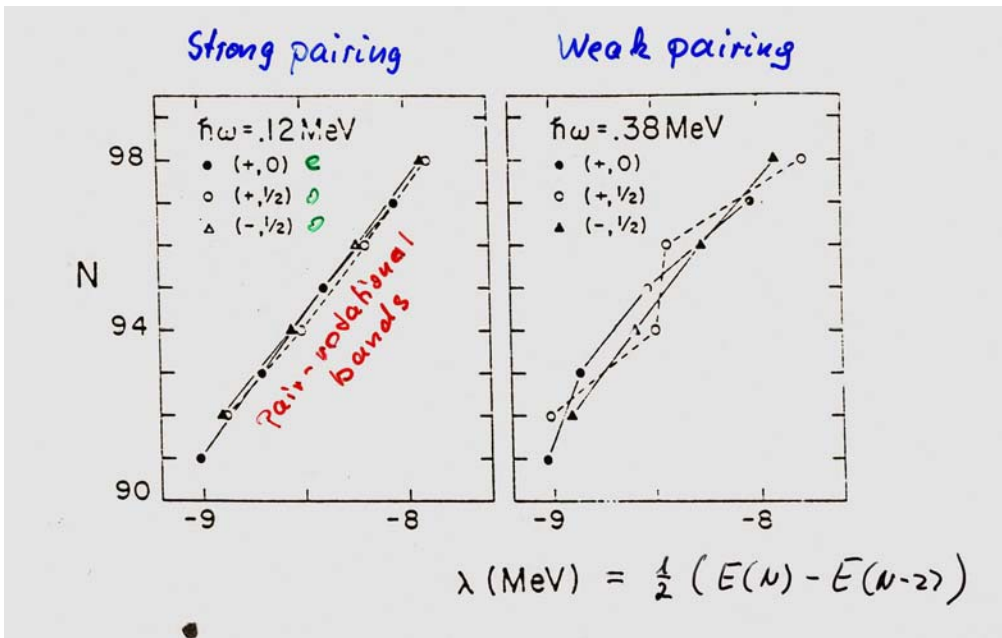 Strong pairing
Weak pairing
ħω = .12 MeV
(+,0) e
(+,1/2) o
(-,1/2) o
ħω = .38 MeV
(+,0)
(+,1/2)
(-,1/2)
98
94
90
N
Pair-rotational
bands
-9
-8
-9
-8
λ (MeV) = 1/2 (E(N) - E(N-2))